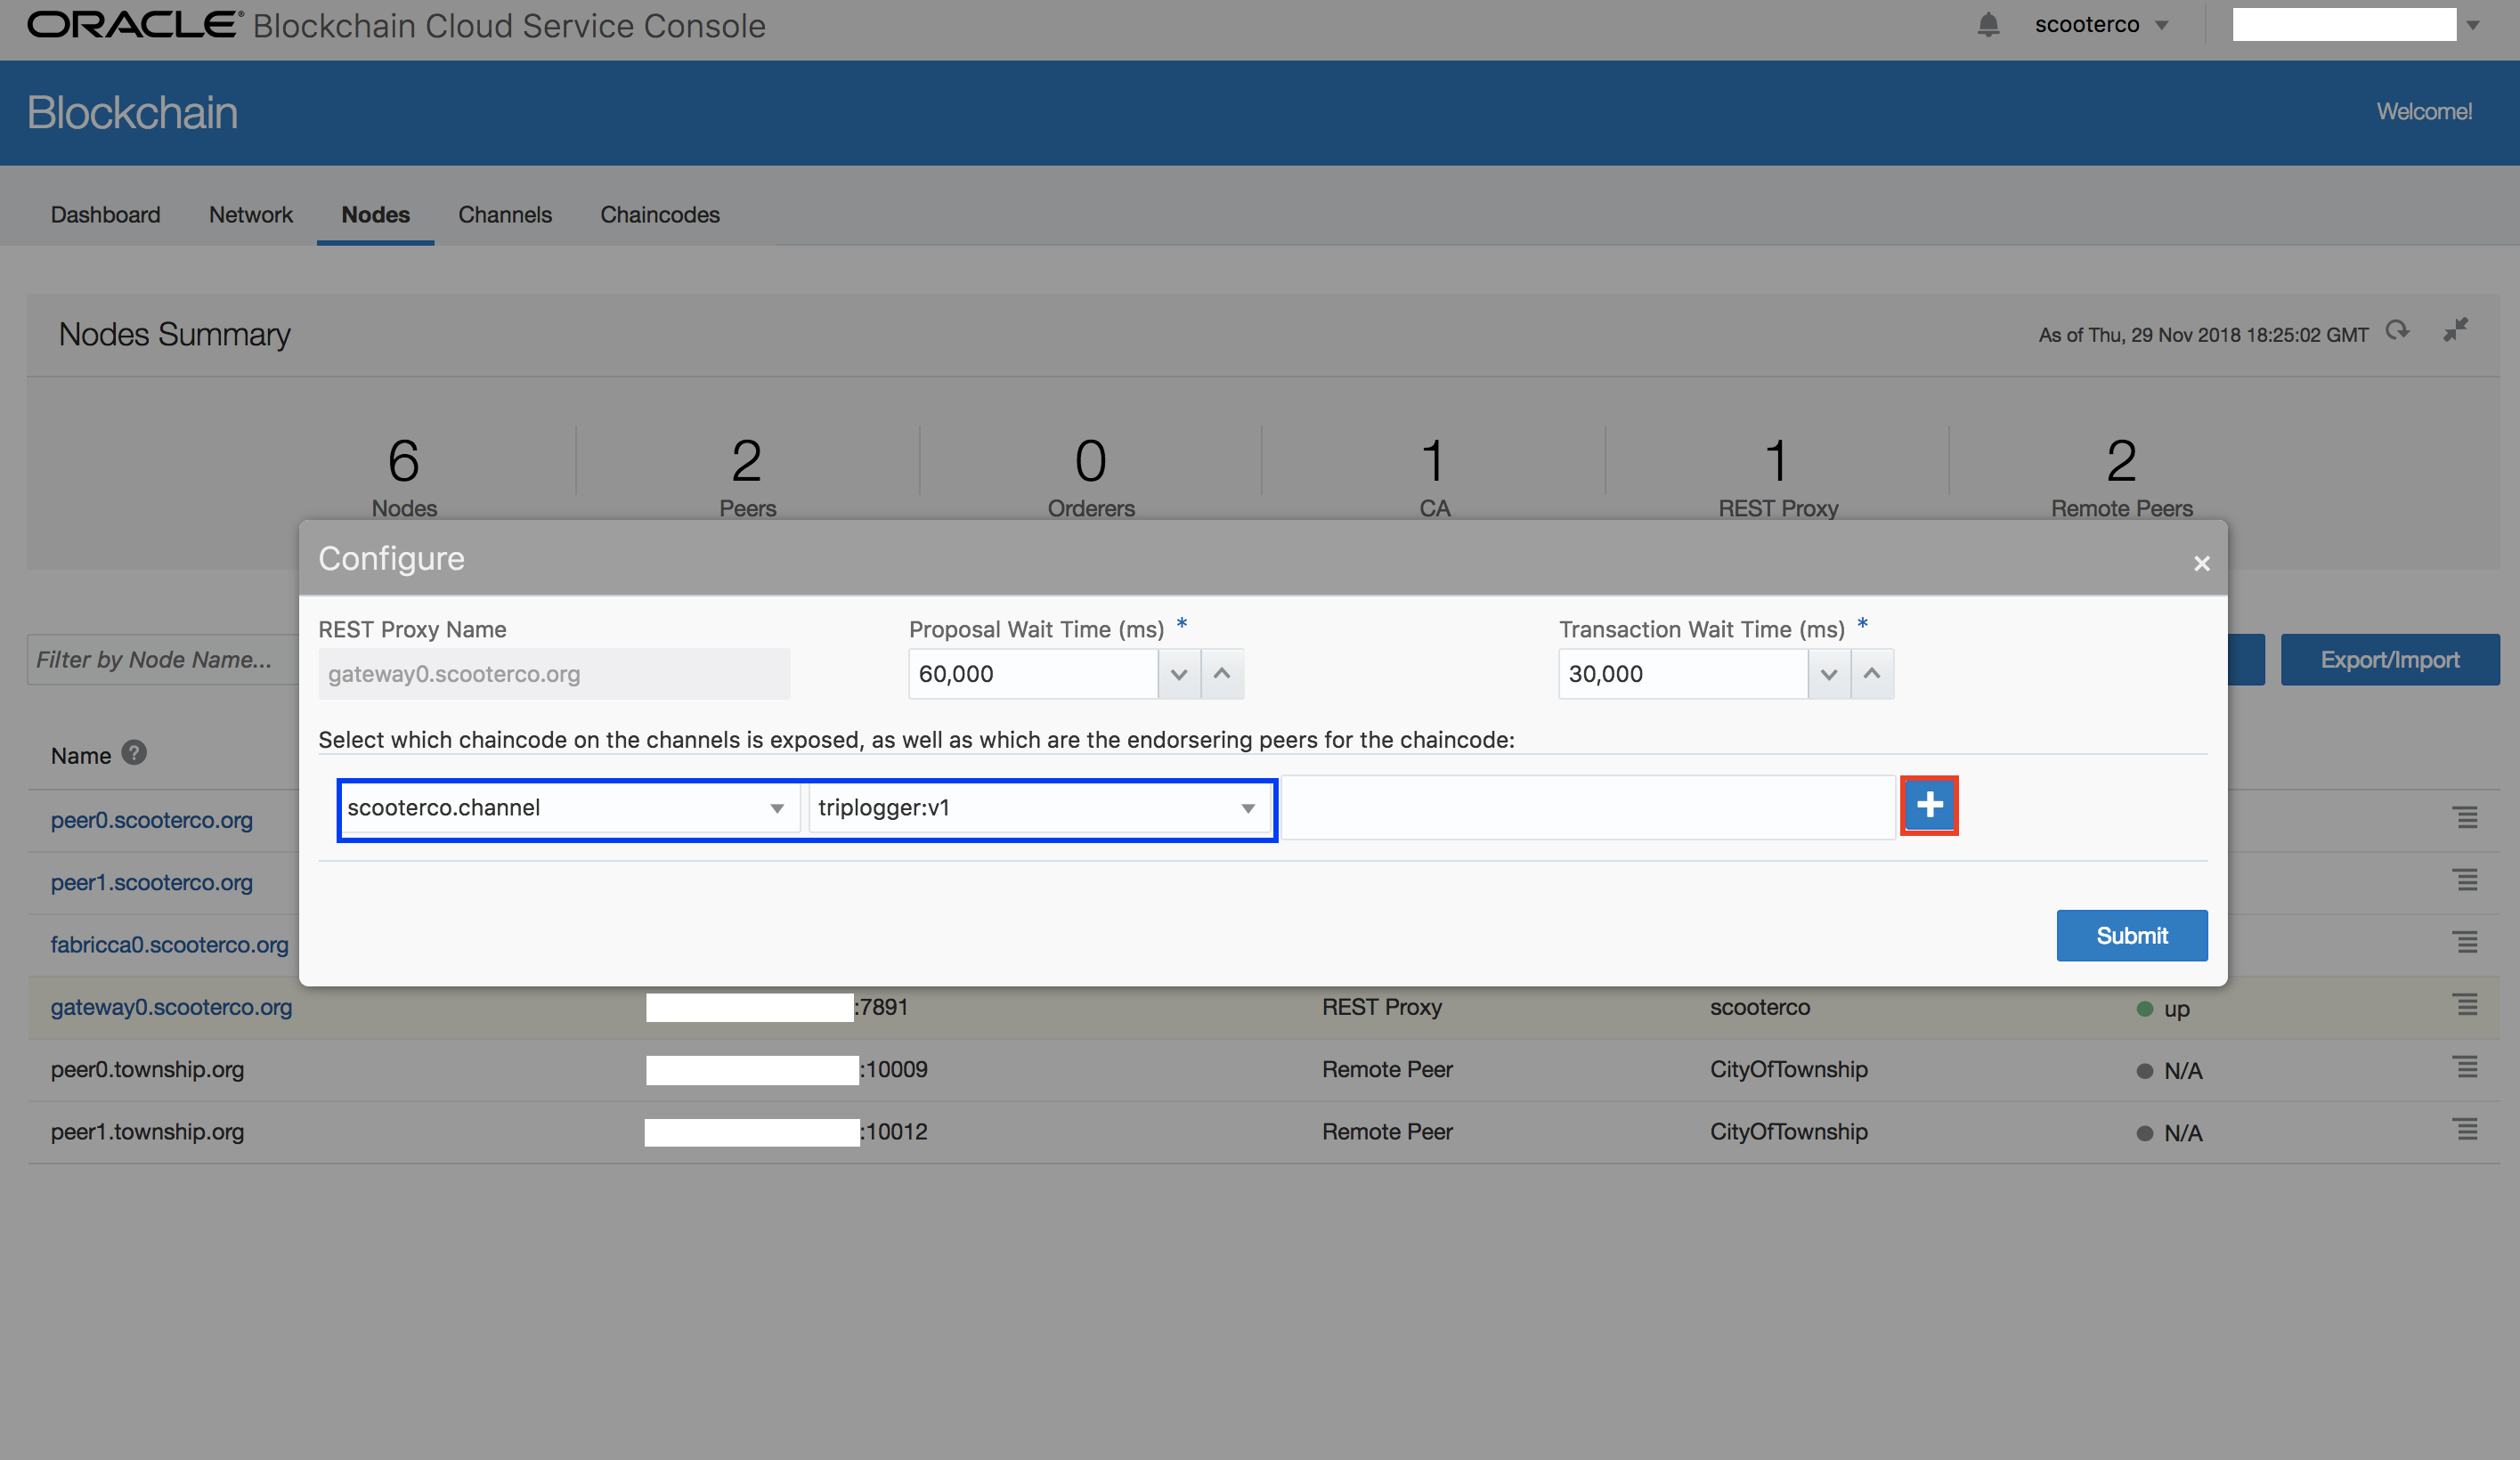 ORACLE® Blockchain Cloud Service Console
scooterco
Blockchain
Welcome!
Dashboard Network Nodes Channels Chaincodes
Nodes Summary
As of Thu, 29 Nov 2018 18:25:02 GMT
6 2 0 1 1 2
Nodes Peers Orderers CA REST Proxy Remote Peers
Configure
×
REST Proxy Name Proposal Wait Time (ms) * Transaction Wait Time (ms) *
gateway0.scooterco.org 60,000 30,000
Filter by Node Name...
Export/Import
Select which chaincode on the channels is exposed, as well as which are the endorsering peers for the chaincode:
Name ?
scooterco.channel triplogger:v1 +
peer0.scooterco.org
peer1.scooterco.org
Submit
fabricca0.scooterco.org
gateway0.scooterco.org :7891 REST Proxy scooterco up
peer0.township.org :10009 Remote Peer CityOfTownship N/A
peer1.township.org :10012 Remote Peer CityOfTownship N/A